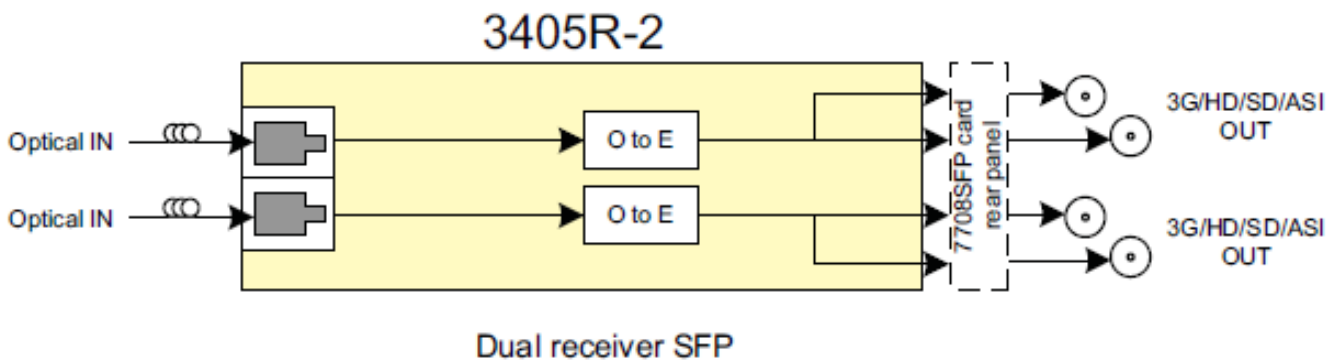 3405R-2
Optical IN
O to E
3G/HD/SD/ASI
OUT
7708SFP card
rear panel
Optical IN
O to E
3G/HD/SD/ASI
OUT
Dual receiver SFP